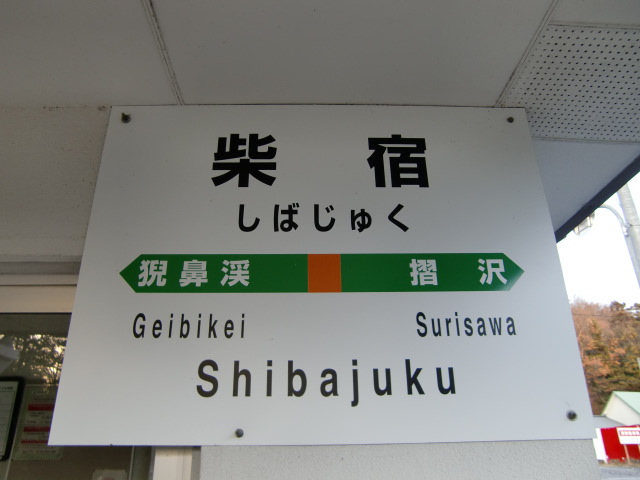 柴宿
しばじゅく
猊鼻渓 摺沢
Geibikei Surisawa
Shibajuku